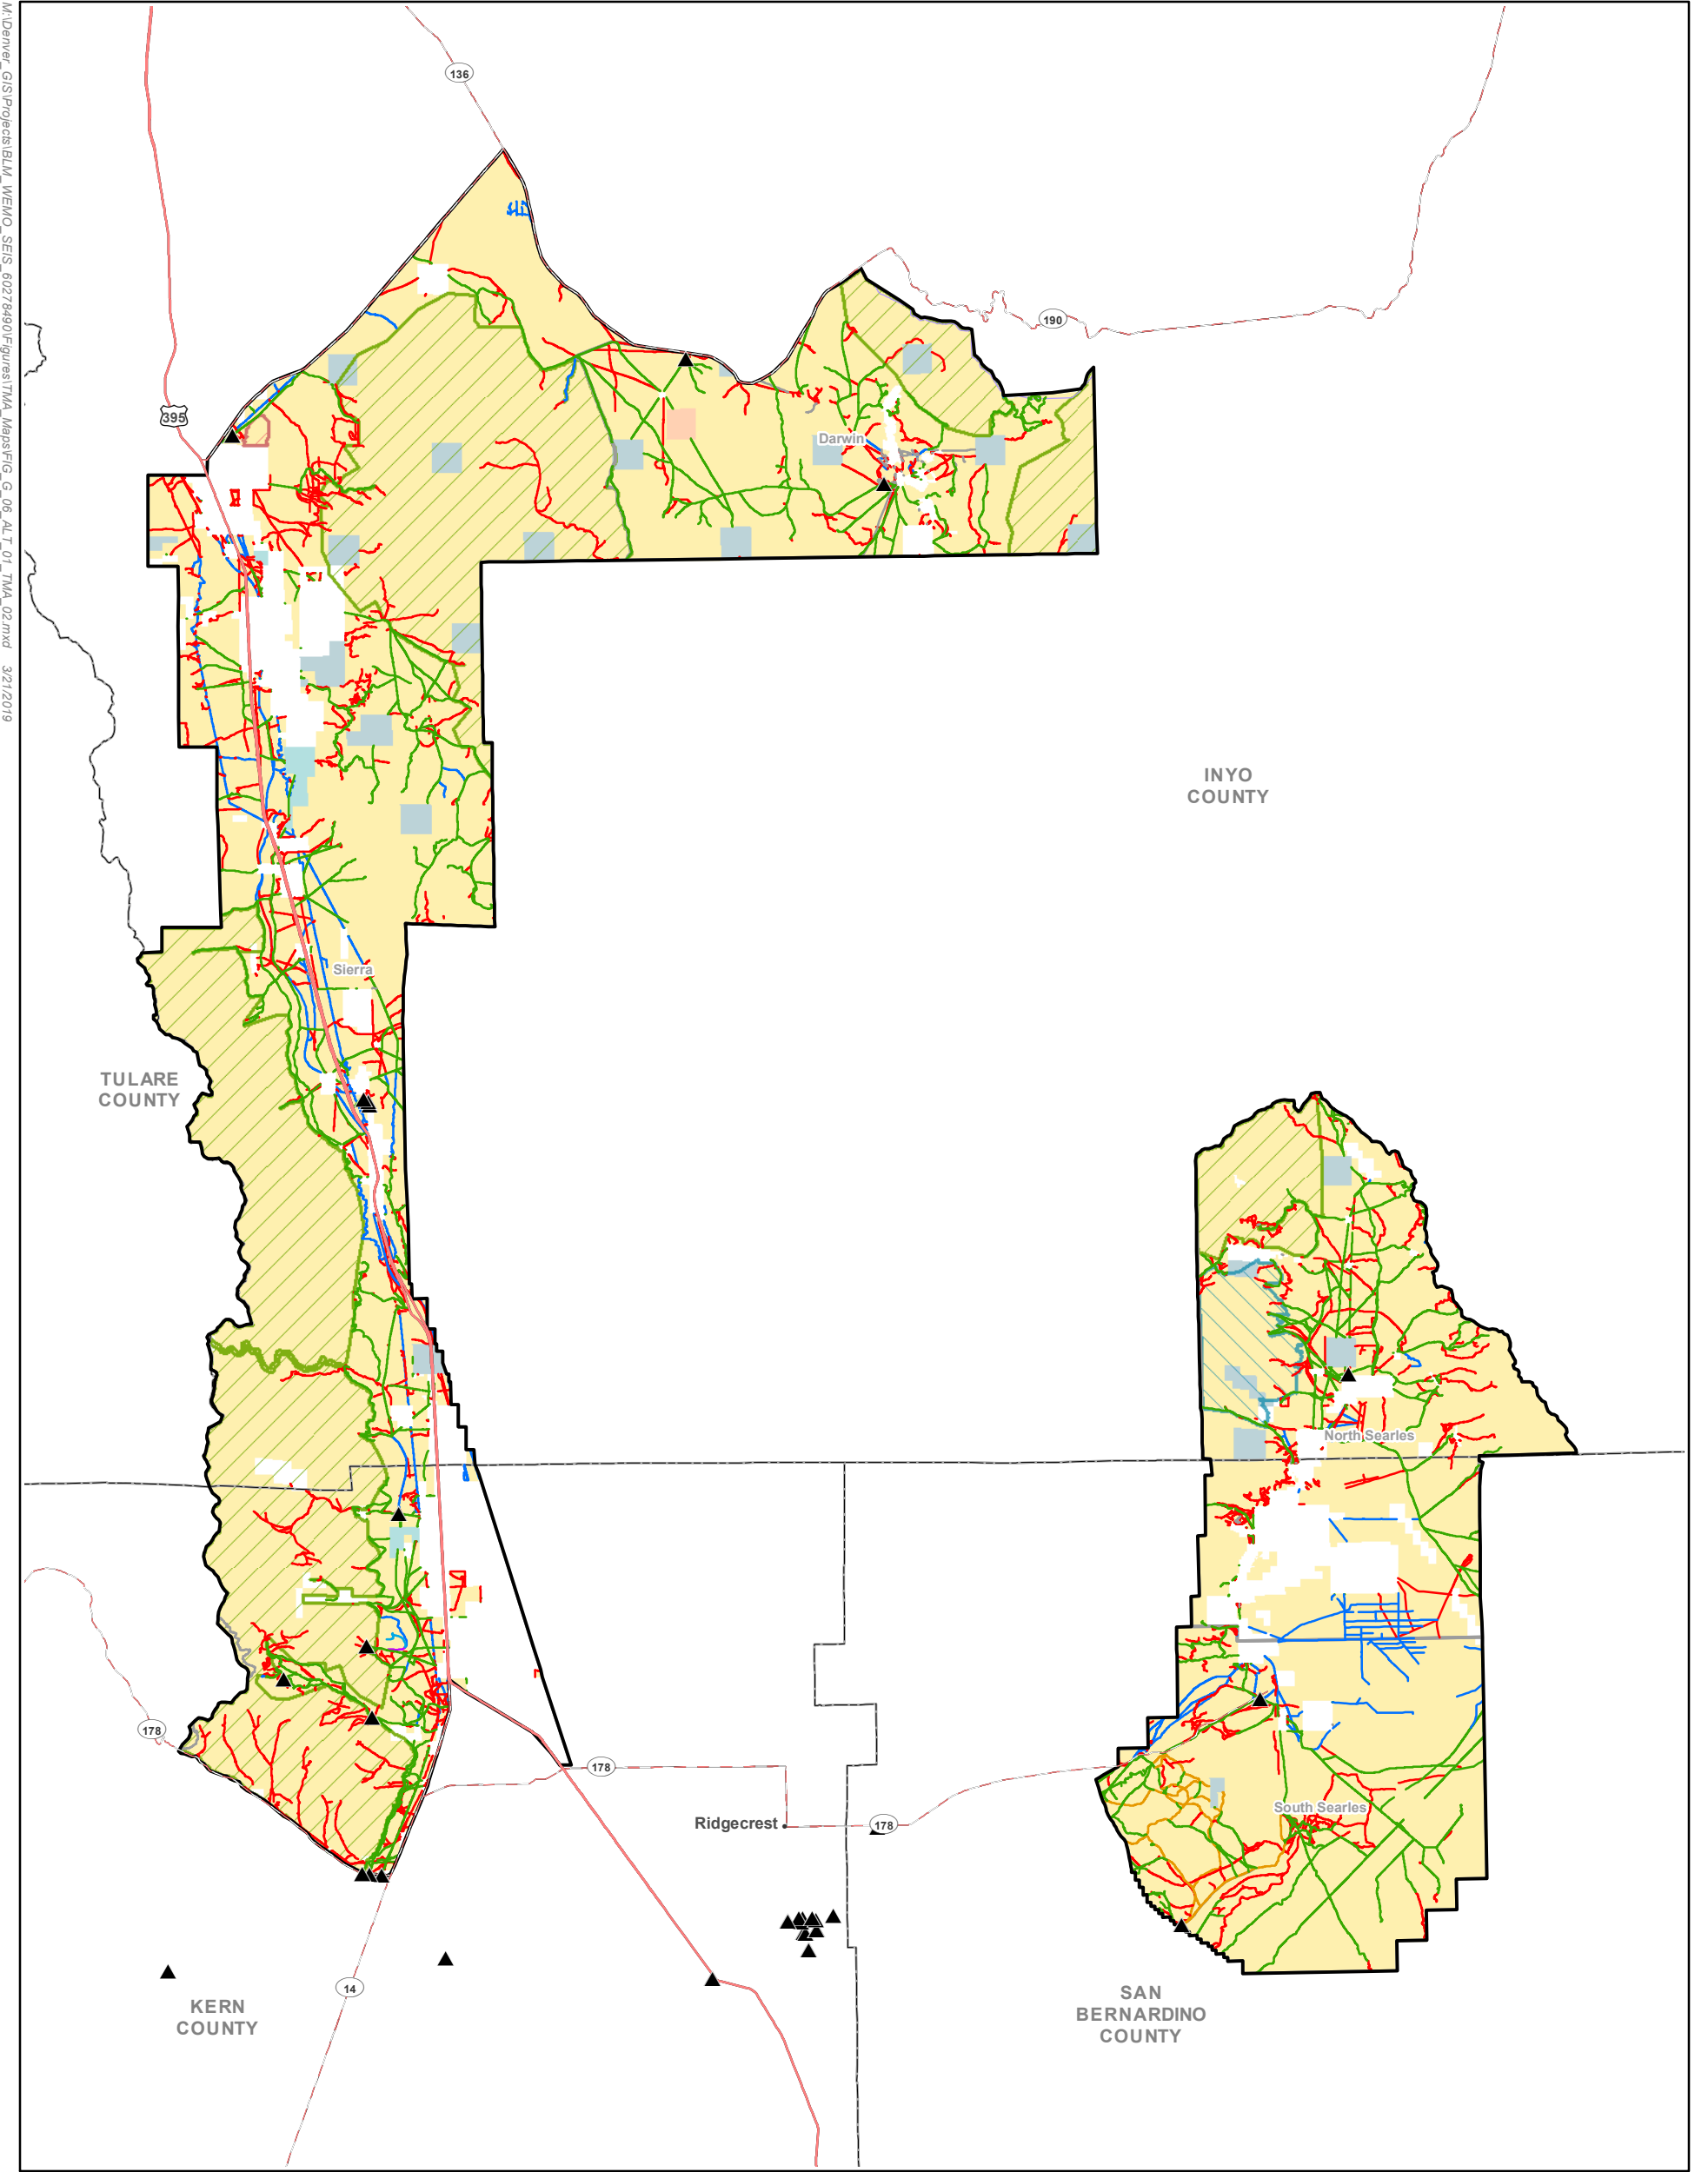 M:\Denver_GIS\Projects\BLM_WEMO_SEIS_60278490\Figures\TMA_Maps\FIG_G_06_ALT_01_TMA_02.mxd 3/21/2019
136
190
395
Darwin
INYO
COUNTY
Sierra
TULARE
COUNTY
North Searles
178
178
South Searles
Ridgecrest
178
14
KERN
COUNTY
SAN
BERNARDINO
COUNTY